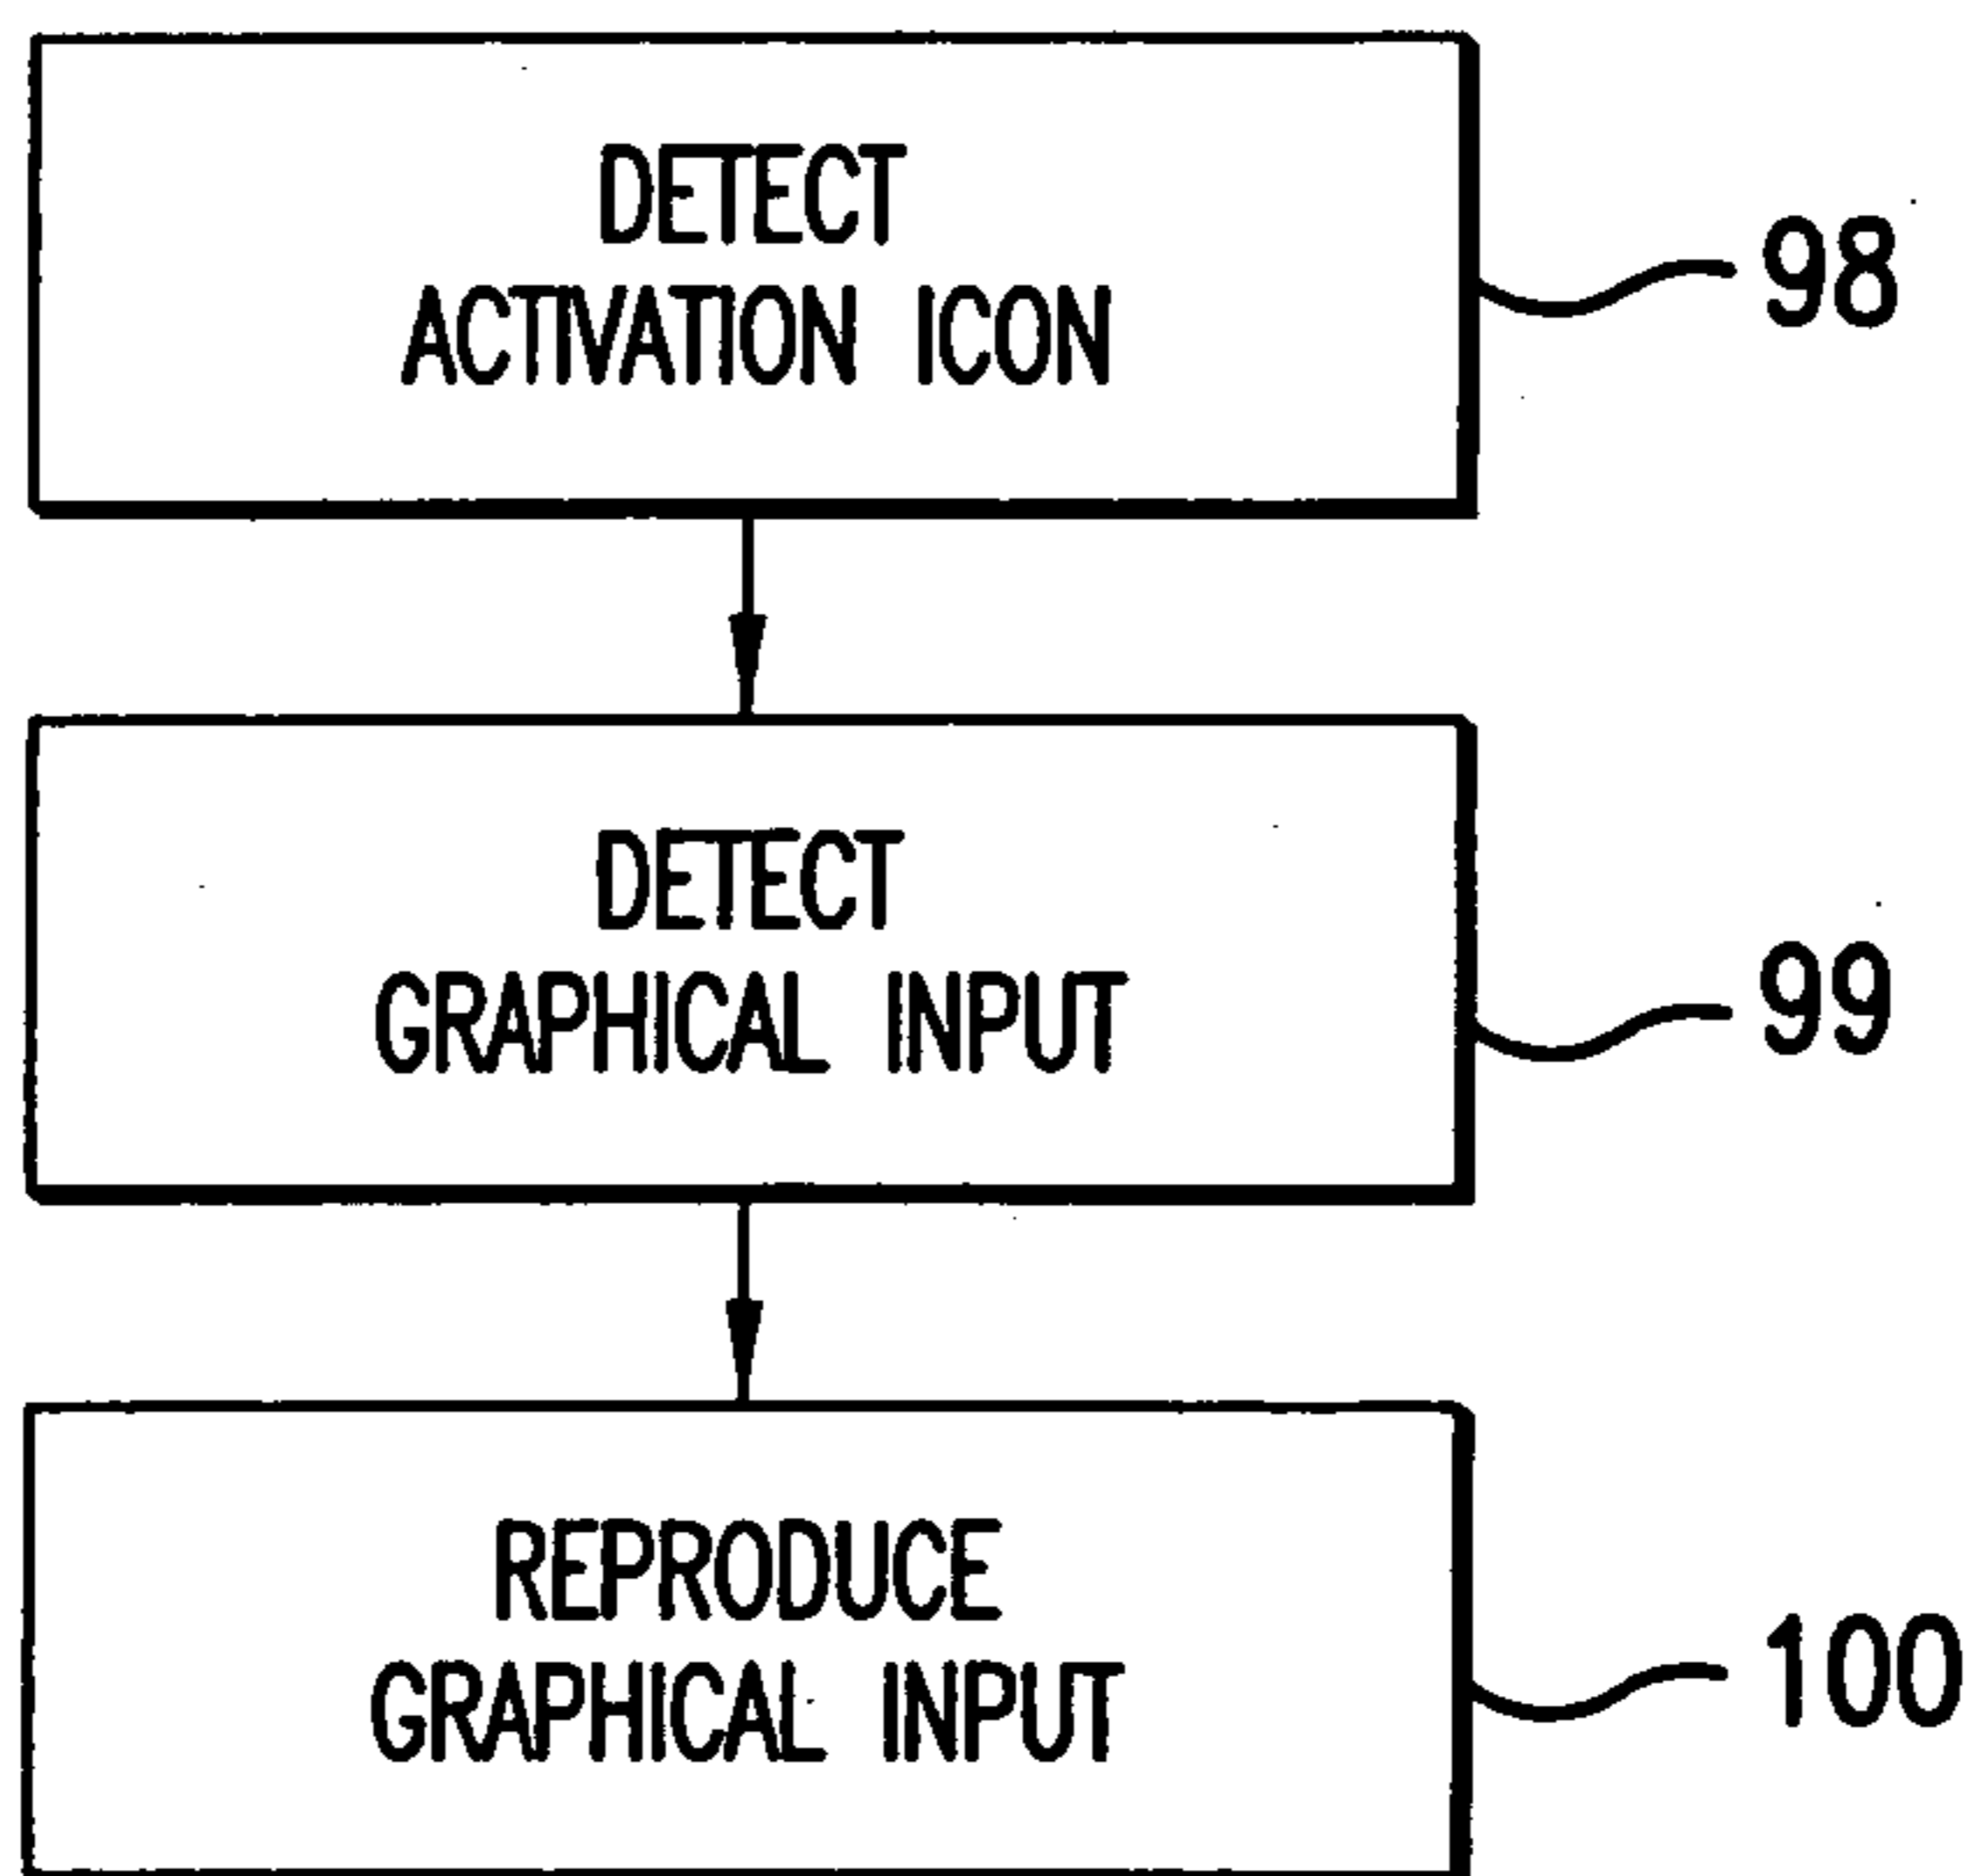 DETECT
ACTIVATION ICON
98
DETECT
GRAPHICAL INPUT
99
REPRODUCE
GRAPHICAL INPUT
100